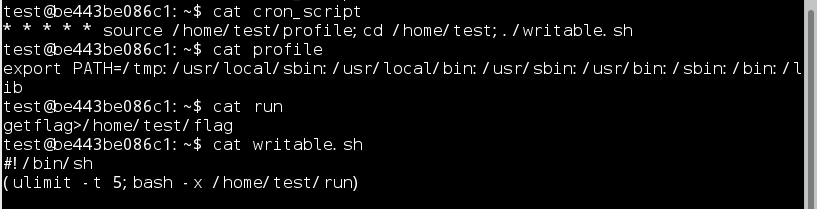 test@be443be086c1:~$ cat cron_script
* * * * * source /home/test/profile;cd /home/test;./writable.sh
test@be443be086c1:~$ cat profile
export PATH=/tmp:/usr/local/sbin:/usr/local/bin:/usr/sbin:/usr/bin:/sbin:/bin:/l
ib
test@be443be086c1:~$ cat run
getflag>/home/test/flag
test@be443be086c1:~$ cat writable.sh
#!/bin/sh
(ulimit -t 5;bash -x /home/test/run)